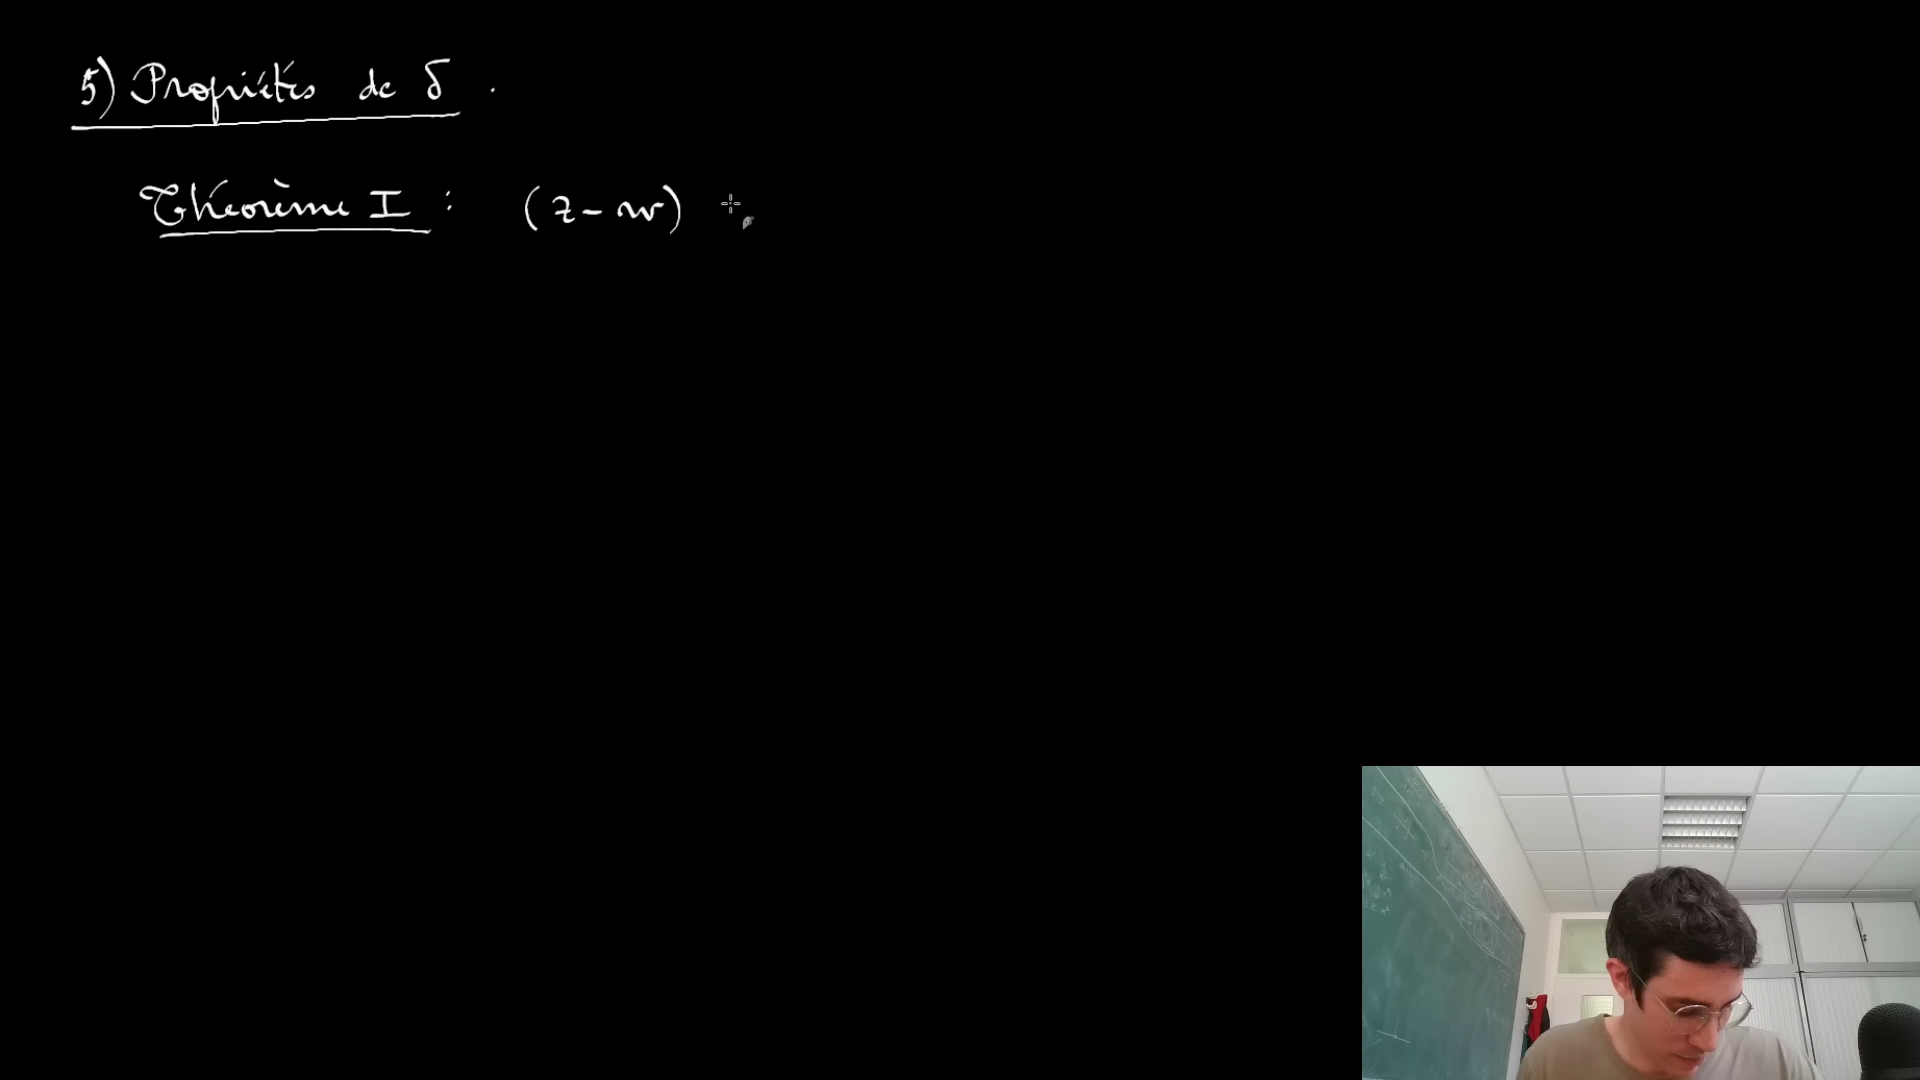 5) Propriétés de δ.
Théorème I : (z - w)